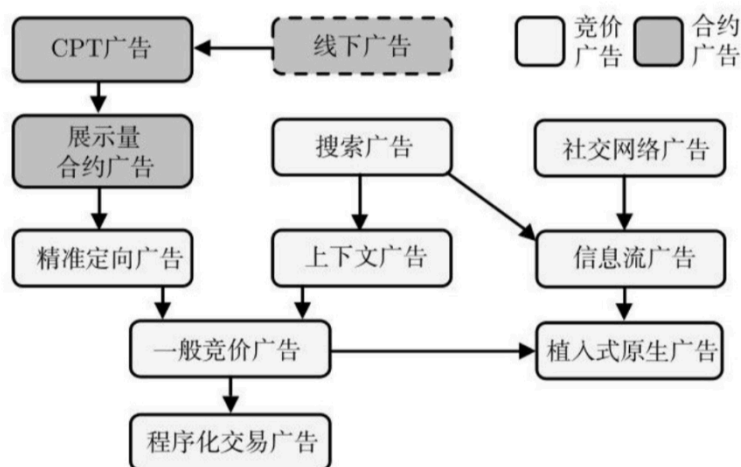 CPT广告
线下广告
竞价
广告
合约
广告
展示量
合约广告
搜索广告
社交网络广告
精准定向广告
上下文广告
信息流广告
一般竞价广告
植入式原生广告
程序化交易广告